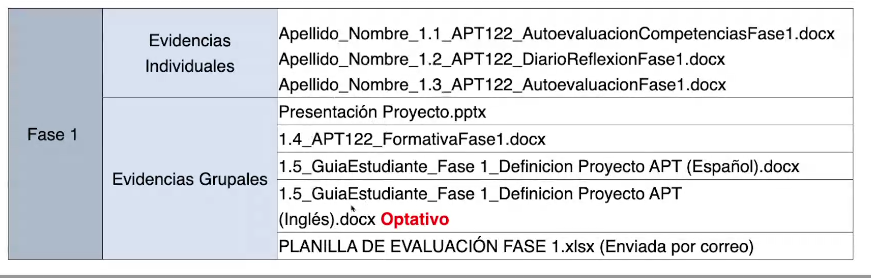 Fase 1
Evidencias
Individuales
Apellido_Nombre_1.1_APT122_AutoevaluacionCompetenciasFase1.docx
Apellido_Nombre_1.2_APT122_DiarioReflexionFase1.docx
Apellido_Nombre_1.3_APT122_AutoevaluacionFase1.docx
Evidencias Grupales
Presentación Proyecto.pptx
1.4_APT122_FormativaFase1.docx
1.5_GuiaEstudiante_Fase 1_Definicion Proyecto APT (Español).docx
1.5_GuiaEstudiante_Fase 1_Definicion Proyecto APT
(Inglés).docx Optativo
PLANILLA DE EVALUACIÓN FASE 1.xlsx (Enviada por correo)